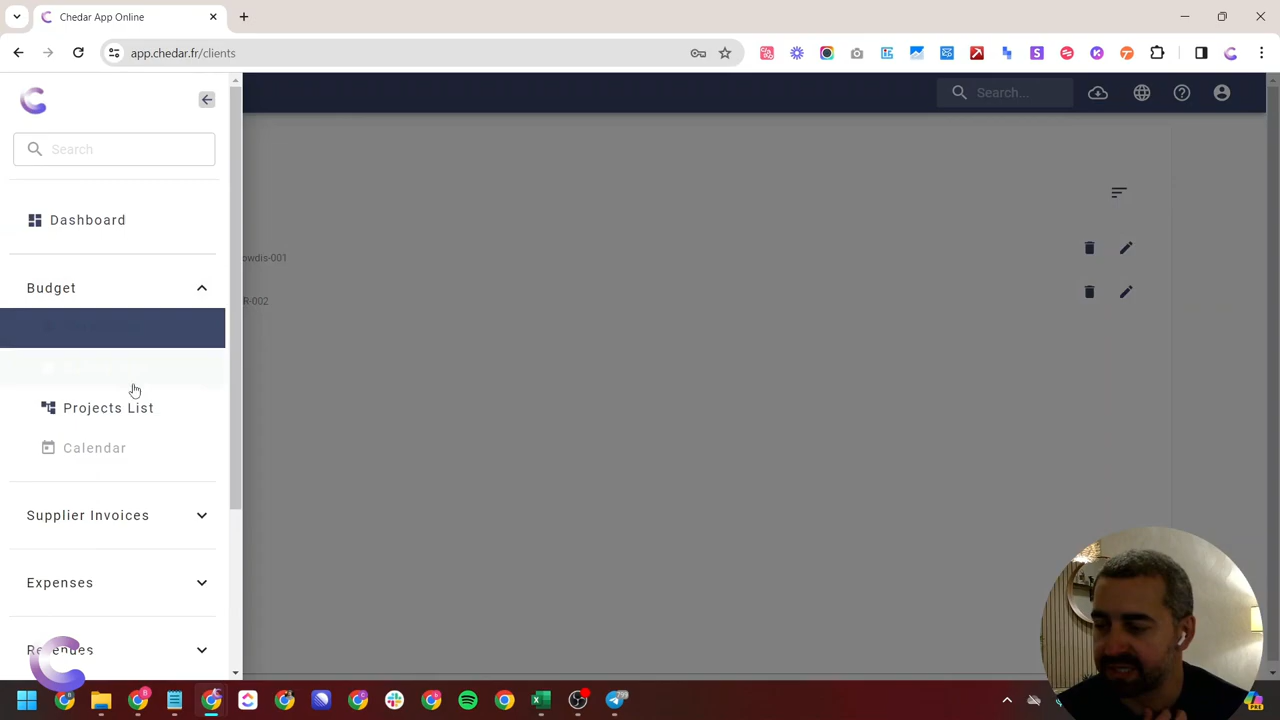 Chedar App Online
app.chedar.fr/clients
Search...
Search
Dashboard
owdis-001
Budget
R-002
Projects List
Calendar
Supplier Invoices
Expenses
Revenues